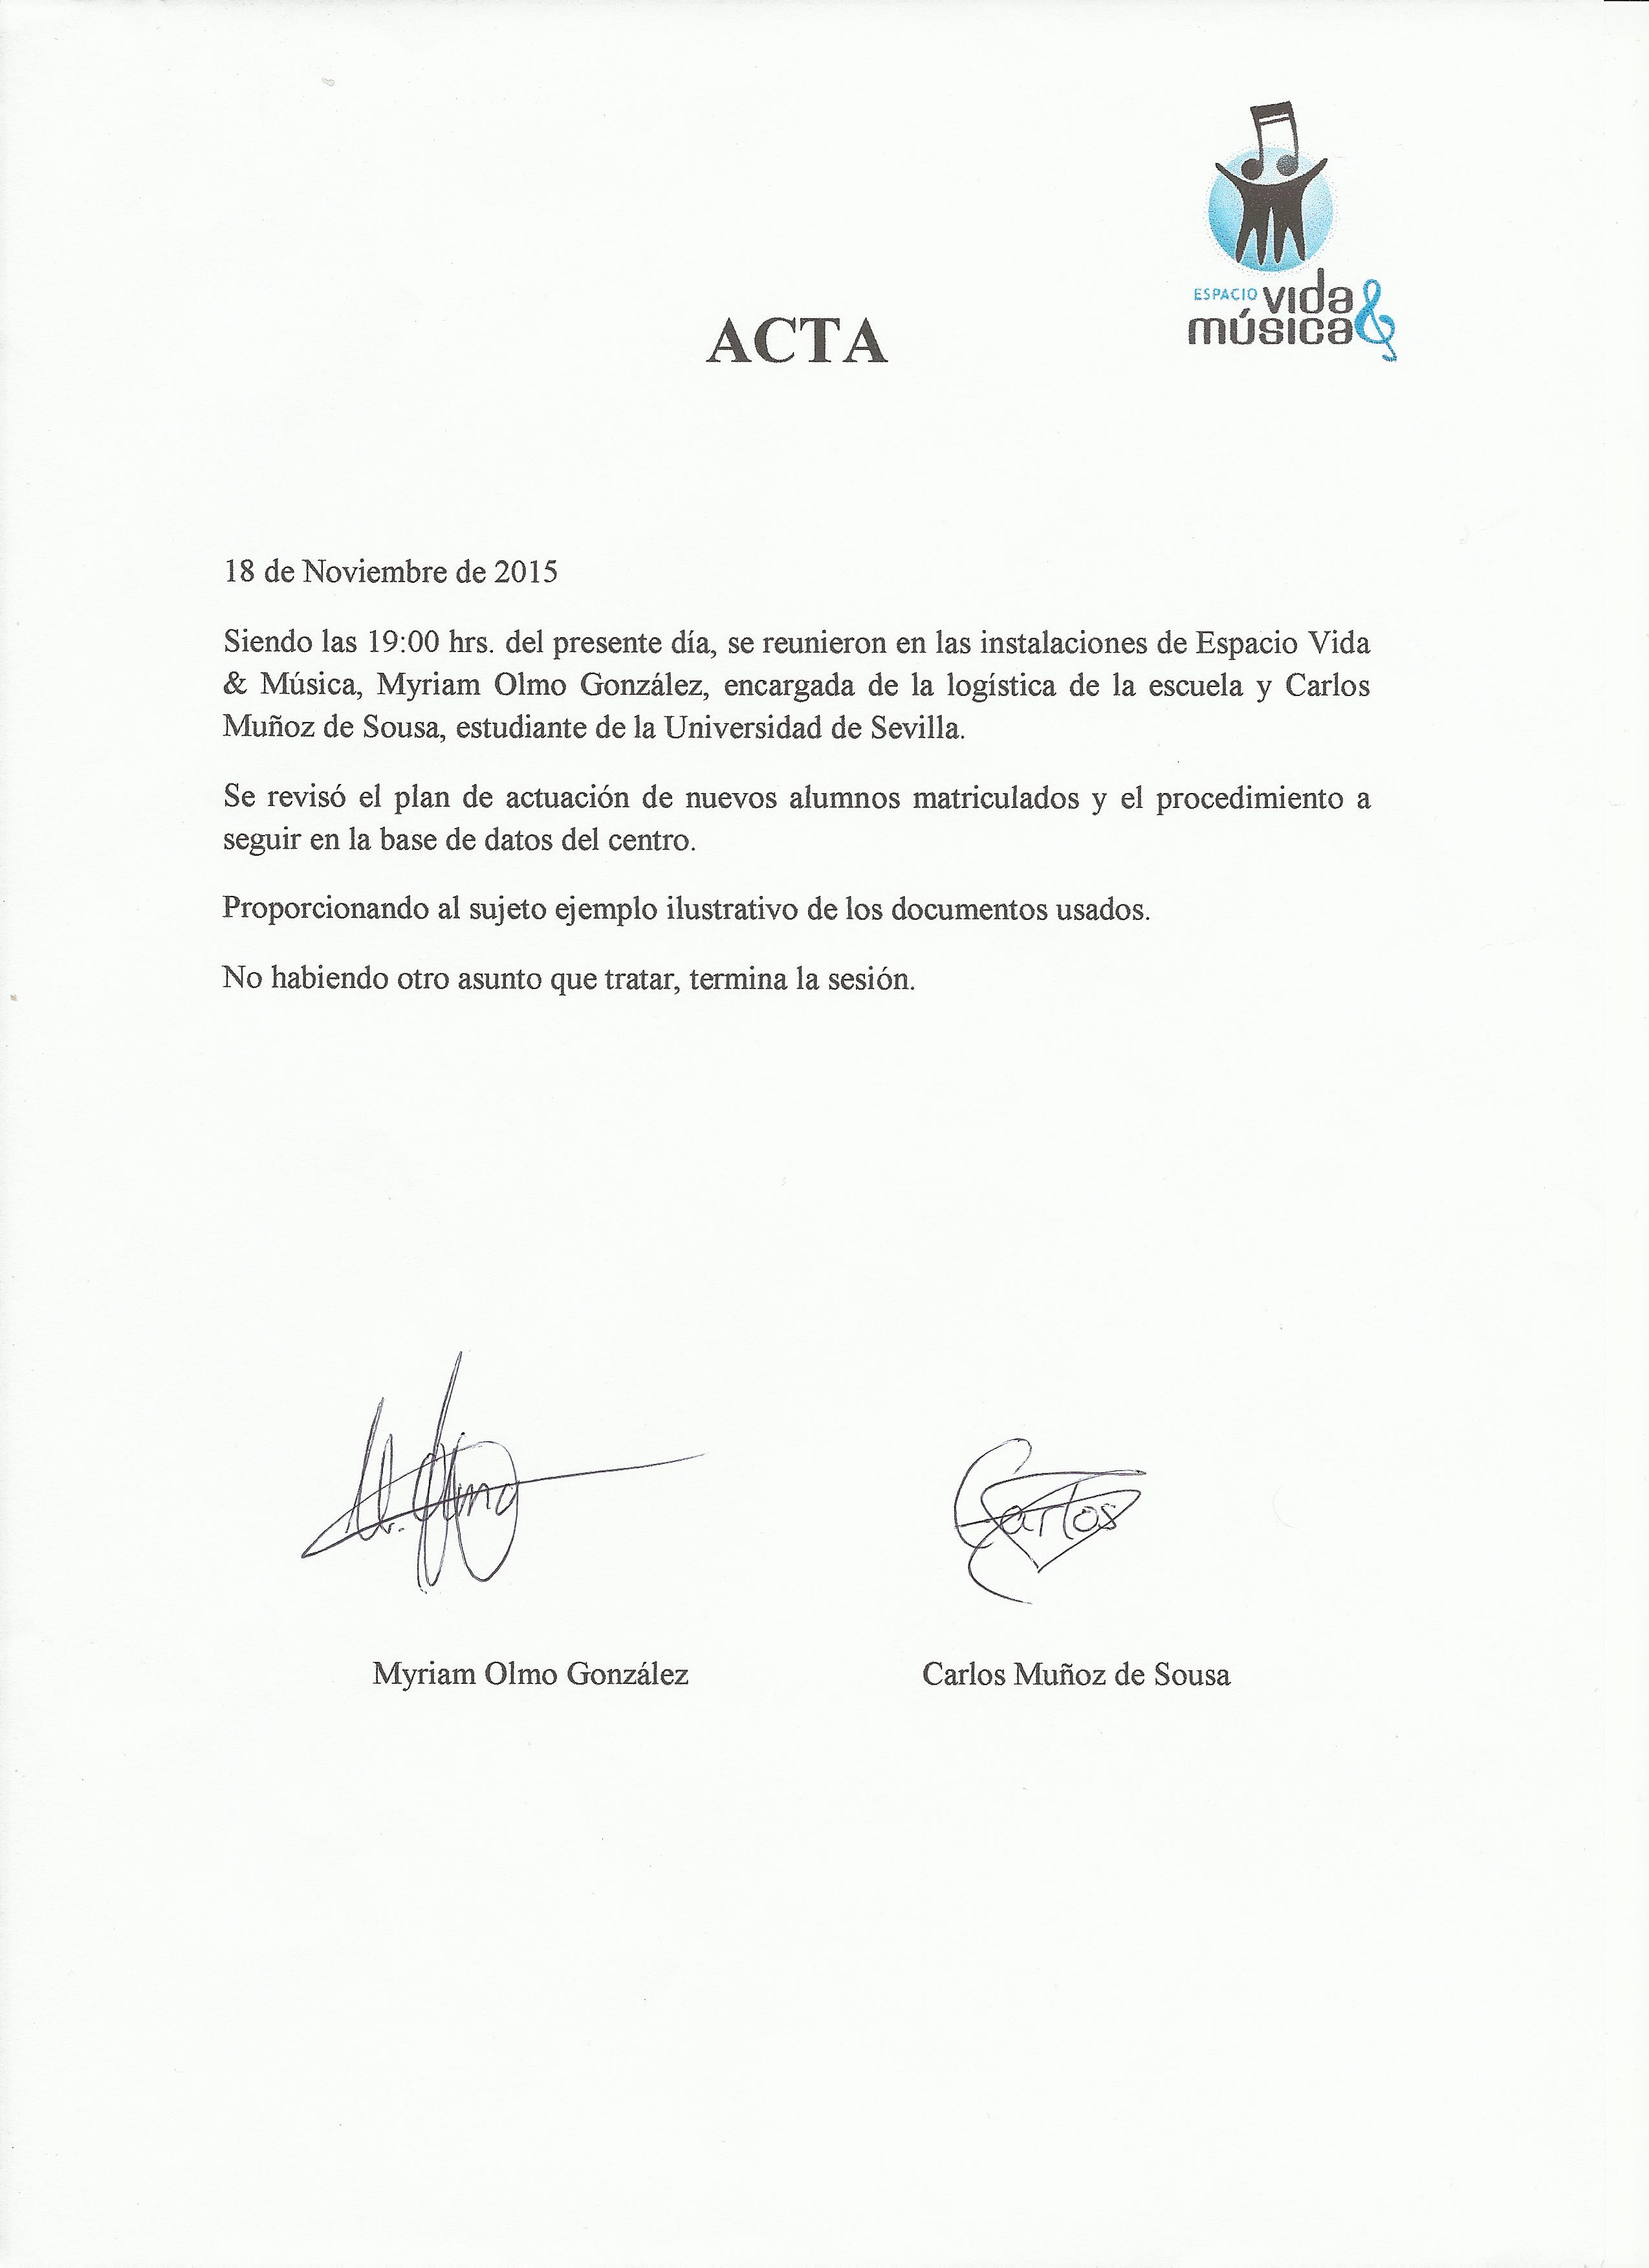 ESPACIO vida &
música
ACTA
18 de Noviembre de 2015
Siendo las 19:00 hrs. del presente día, se reunieron en las instalaciones de Espacio Vida
& Música, Myriam Olmo González, encargada de la logística de la escuela y Carlos
Muñoz de Sousa, estudiante de la Universidad de Sevilla.
Se revisó el plan de actuación de nuevos alumnos matriculados y el procedimiento a
seguir en la base de datos del centro.
Proporcionando al sujeto ejemplo ilustrativo de los documentos usados.
No habiendo otro asunto que tratar, termina la sesión.
M. Olmo
Carlos
Myriam Olmo González
Carlos Muñoz de Sousa